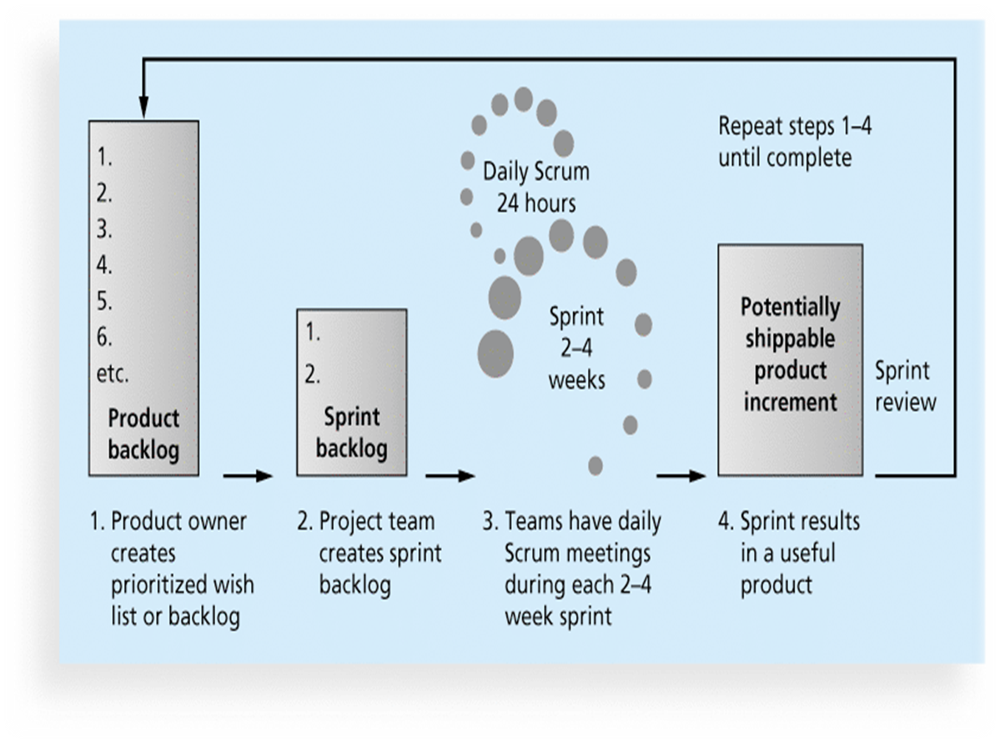 1.
2.
3.
4.
5.
6.
etc.
Product
backlog
1.
2.
Sprint
backlog
Daily Scrum
24 hours
Sprint
2–4
weeks
Repeat steps 1–4
until complete
Potentially
shippable
product
increment
Sprint
review
1. Product owner
creates
prioritized wish
list or backlog
2. Project team
creates sprint
backlog
3. Teams have daily
Scrum meetings
during each 2–4
week sprint
4. Sprint results
in a useful
product